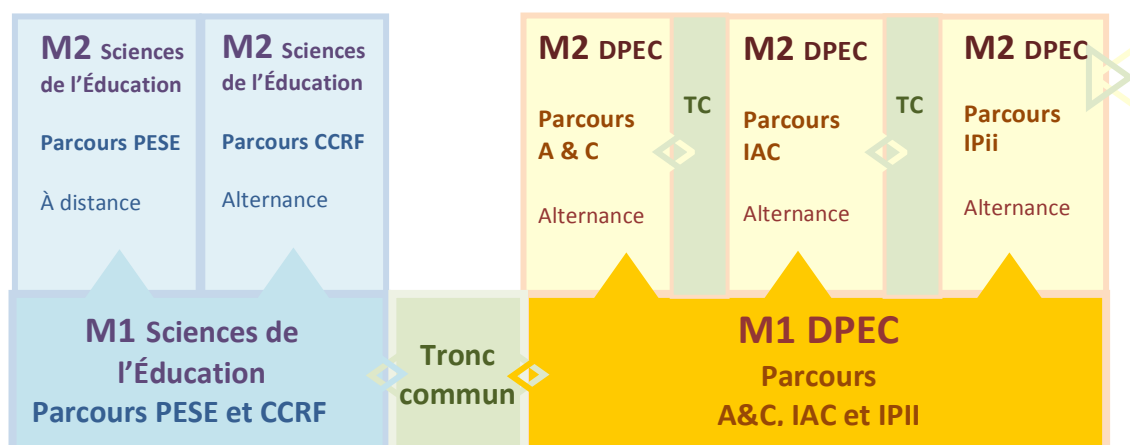 M2 Sciences
de l'Éducation
Parcours PESE
À distance
M2 Sciences
de l'Éducation
Parcours CCRF
Alternance
M2 DPEC
Parcours
A & C
Alternance
TC
M2 DPEC
Parcours
IAC
Alternance
TC
M2 DPEC
Parcours
IPii
Alternance
M1 Sciences de
l'Éducation
Parcours PESE et CCRF
Tronc
commun
M1 DPEC
Parcours
A&C, IAC et IPII